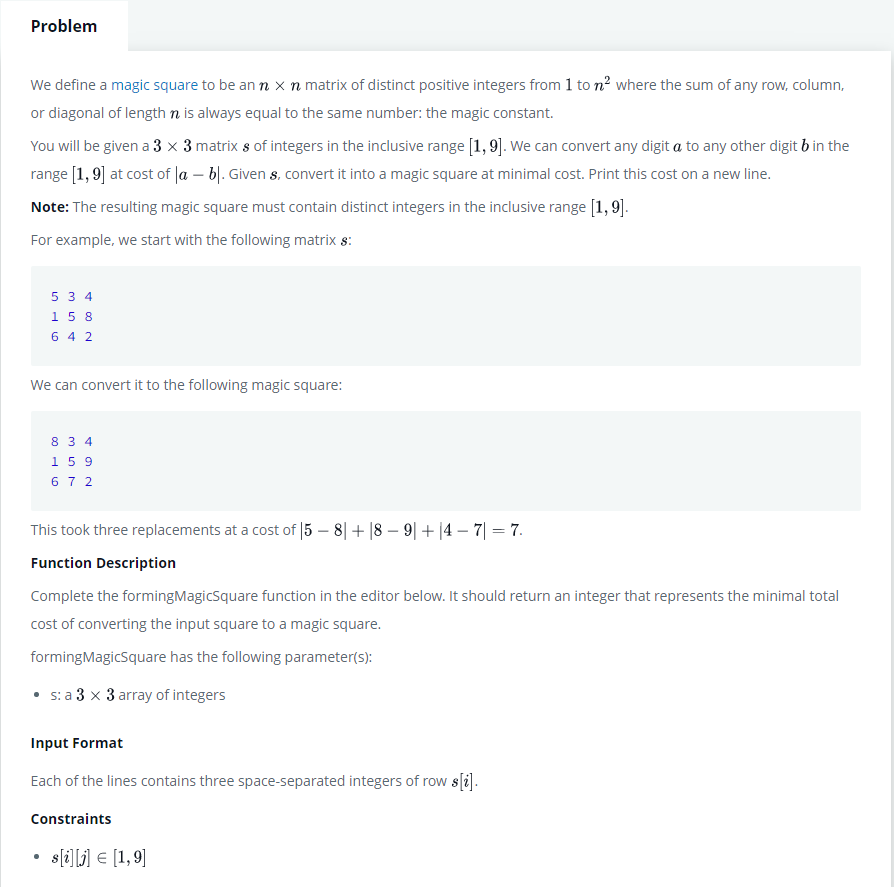 Problem
We define a magic square to be an n × n matrix of distinct positive integers from 1 to n² where the sum of any row, column,
or diagonal of length n is always equal to the same number: the magic constant.
You will be given a 3 × 3 matrix s of integers in the inclusive range [1, 9]. We can convert any digit a to any other digit b in the
range [1, 9] at cost of |a − b|. Given s, convert it into a magic square at minimal cost. Print this cost on a new line.
Note: The resulting magic square must contain distinct integers in the inclusive range [1, 9].
For example, we start with the following matrix s:
5 3 4
1 5 8
6 4 2
We can convert it to the following magic square:
8 3 4
1 5 9
6 7 2
This took three replacements at a cost of |5 − 8| + |8 − 9| + |4 − 7| = 7.
Function Description
Complete the formingMagicSquare function in the editor below. It should return an integer that represents the minimal total
cost of converting the input square to a magic square.
formingMagicSquare has the following parameter(s):
• s: a 3 × 3 array of integers
Input Format
Each of the lines contains three space-separated integers of row s[i].
Constraints
• s[i][j] ∈ [1, 9]